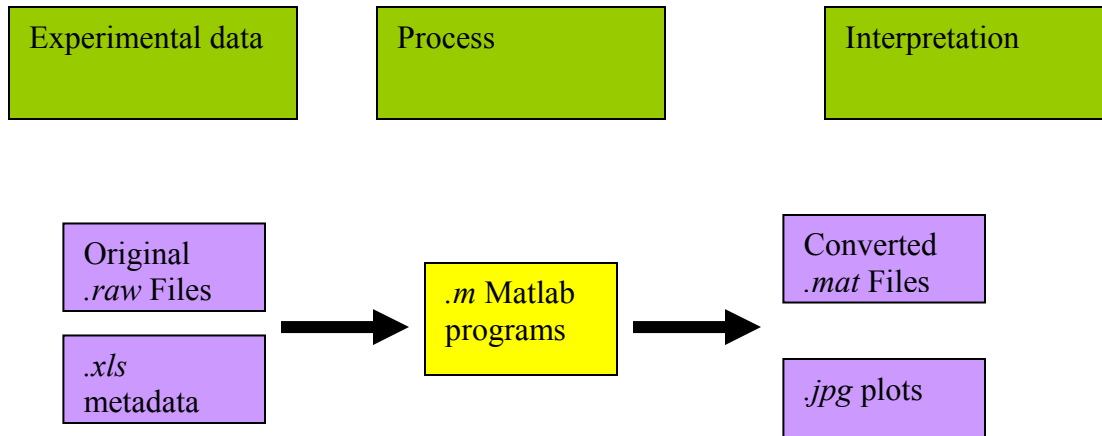 Experimental data
Process
Interpretation
Original
.raw Files
.xls
metadata
.m Matlab
programs
Converted
.mat Files
.jpg plots